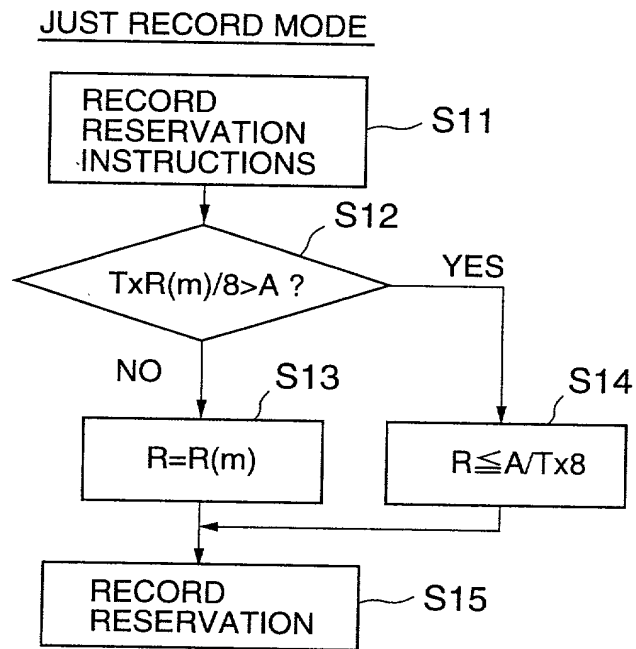 JUST RECORD MODE
RECORD
RESERVATION
INSTRUCTIONS
S11
S12
TxR(m)/8>A ?
YES
NO
S13
S14
R=R(m)
R≦A/Tx8
RECORD
RESERVATION
S15